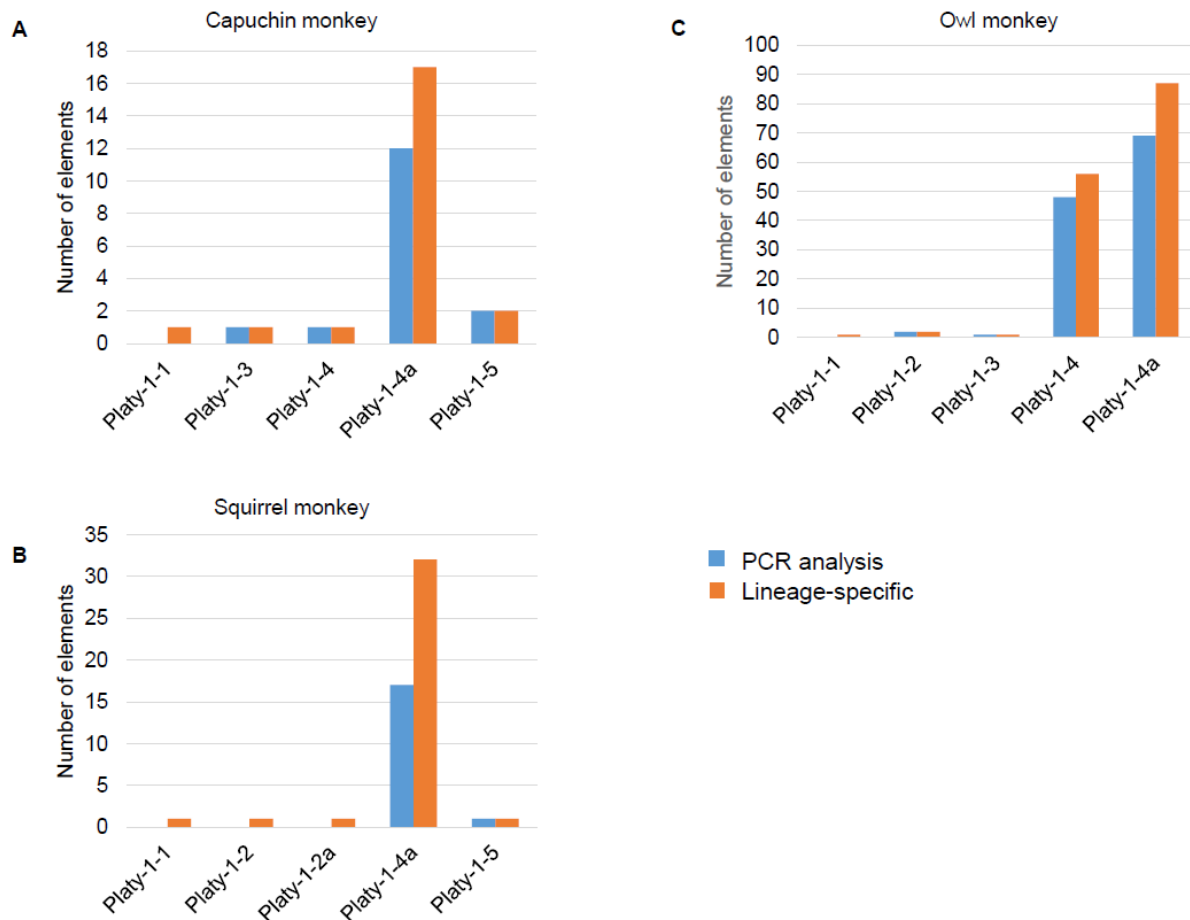 A
Capuchin monkey
Number of elements
18
16
14
12
10
8
6
4
2
0
Platy-1-1
Platy-1-3
Platy-1-4
Platy-1-4a
Platy-1-5
B
Squirrel monkey
Number of elements
35
30
25
20
15
10
5
0
Platy-1-1
Platy-1-2
Platy-1-2a
Platy-1-4a
Platy-1-5
C
Owl monkey
Number of elements
100
90
80
70
60
50
40
30
20
10
0
Platy-1-1
Platy-1-2
Platy-1-3
Platy-1-4
Platy-1-4a
PCR analysis
Lineage-specific